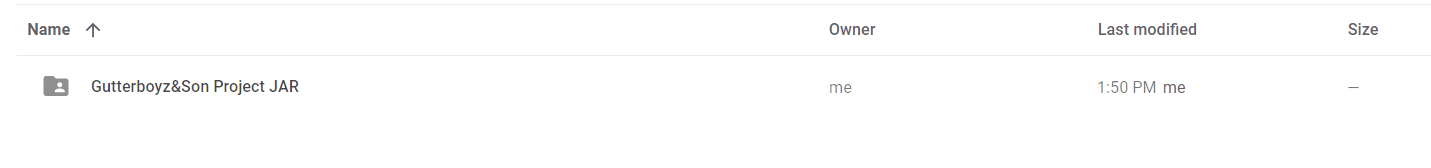 Name Owner Last modified Size
Gutterboyz&Son Project JAR me 1:50 PM me —